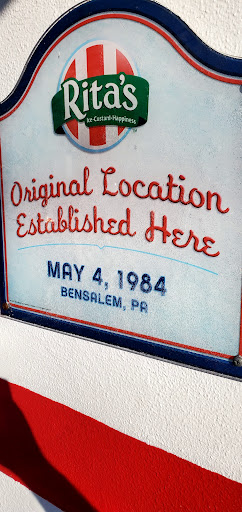 Rita's
Ice•Custard•Happiness
Original Location
Established Here
MAY 4, 1984
BENSALEM, PA